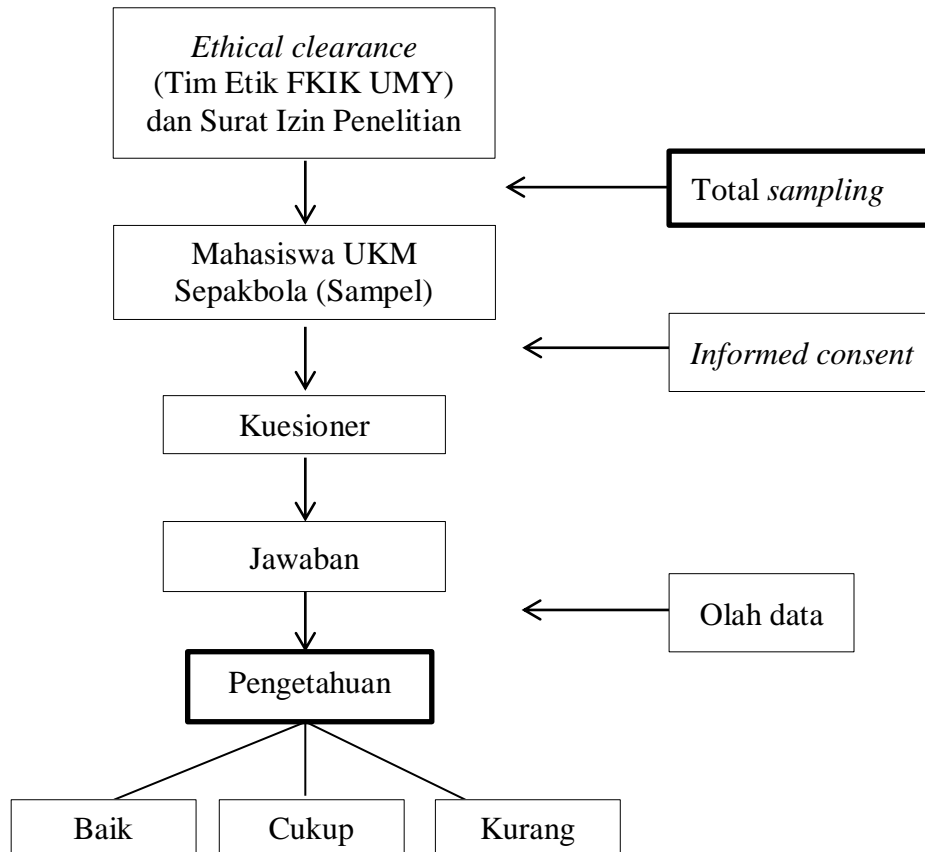 Ethical clearance
(Tim Etik FKIK UMY)
dan Surat Izin Penelitian
Total sampling
Mahasiswa UKM
Sepakbola (Sampel)
Informed consent
Kuesioner
Jawaban
Olah data
Pengetahuan
Baik
Cukup
Kurang